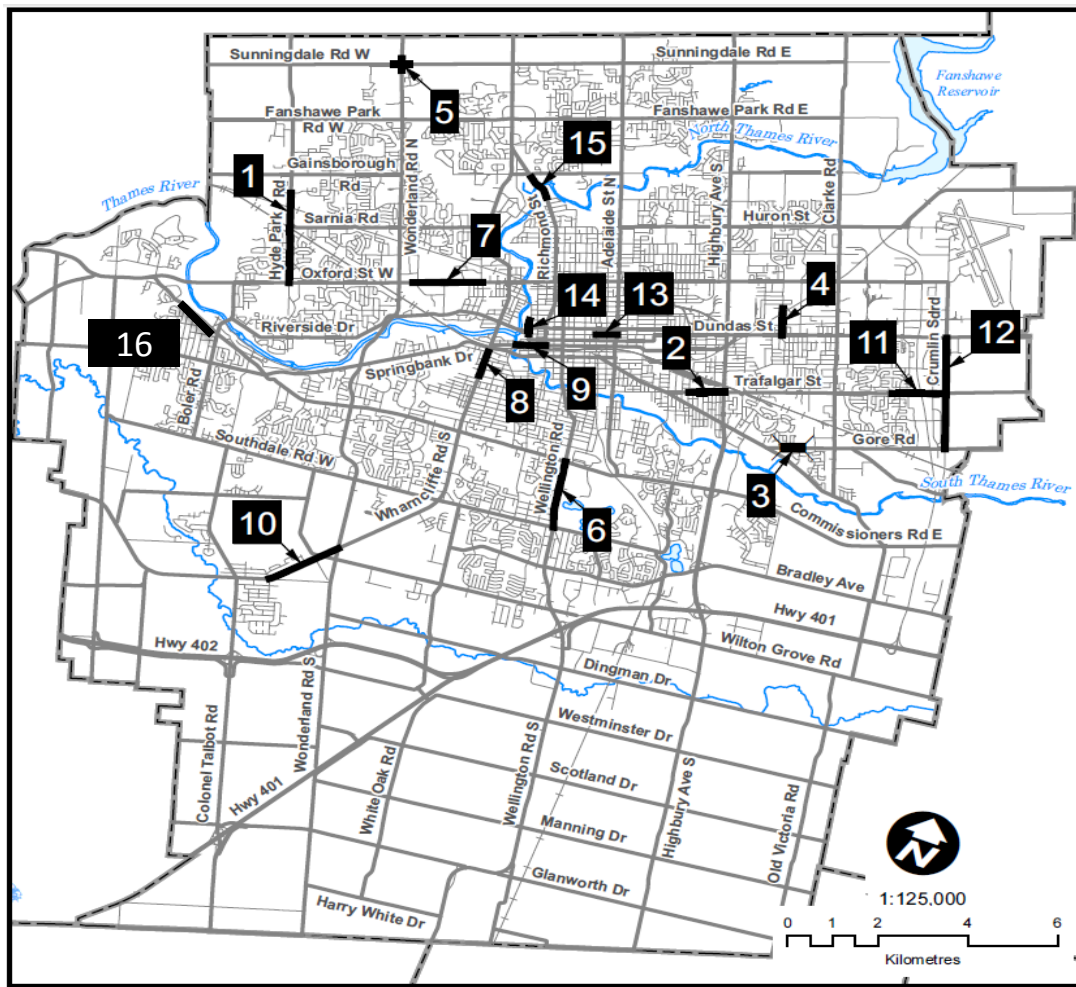 Sunningdale Rd W
Sunningdale Rd E
Fanshawe
Reservoir
5
Fanshawe Park
Rd W
Fanshawe Park Rd E
North Thames River
15
Gainsborough
Rd
1
Thames River
Hyde Park Rd
Sarnia Rd
Wonderland Rd N
Richmond St
Adelaide St N
Highbury Ave S
Huron St
Clarke Rd
7
Oxford St W
14
13
4
Riverside Dr
Dundas St
Crumlin Sdrd
12
16
2
11
Springbank Dr
8
9
Trafalgar St
Boler Rd
Southdale Rd W
Gore Rd
Wharncliffe Rd S
Wellington Rd
3
South Thames River
10
6
Commissioners Rd E
Bradley Ave
Hwy 401
Hwy 402
Wilton Grove Rd
Dingman Dr
Colonel Talbot Rd
Wonderland Rd S
Westminster Dr
Hwy 401
White Oak Rd
Wellington Rd S
Scotland Dr
Highbury Ave S
Old Victoria Rd
Manning Dr
Glanworth Dr
Harry White Dr
N
1:125,000
0 1 2 4 6
Kilometres